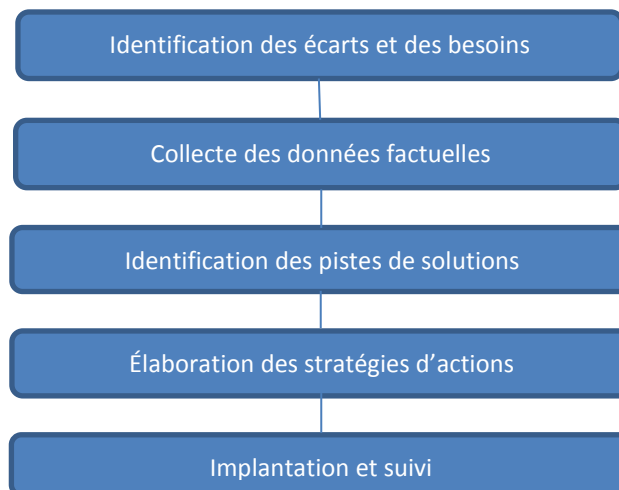 Identification des écarts et des besoins
Collecte des données factuelles
Identification des pistes de solutions
Élaboration des stratégies d’actions
Implantation et suivi